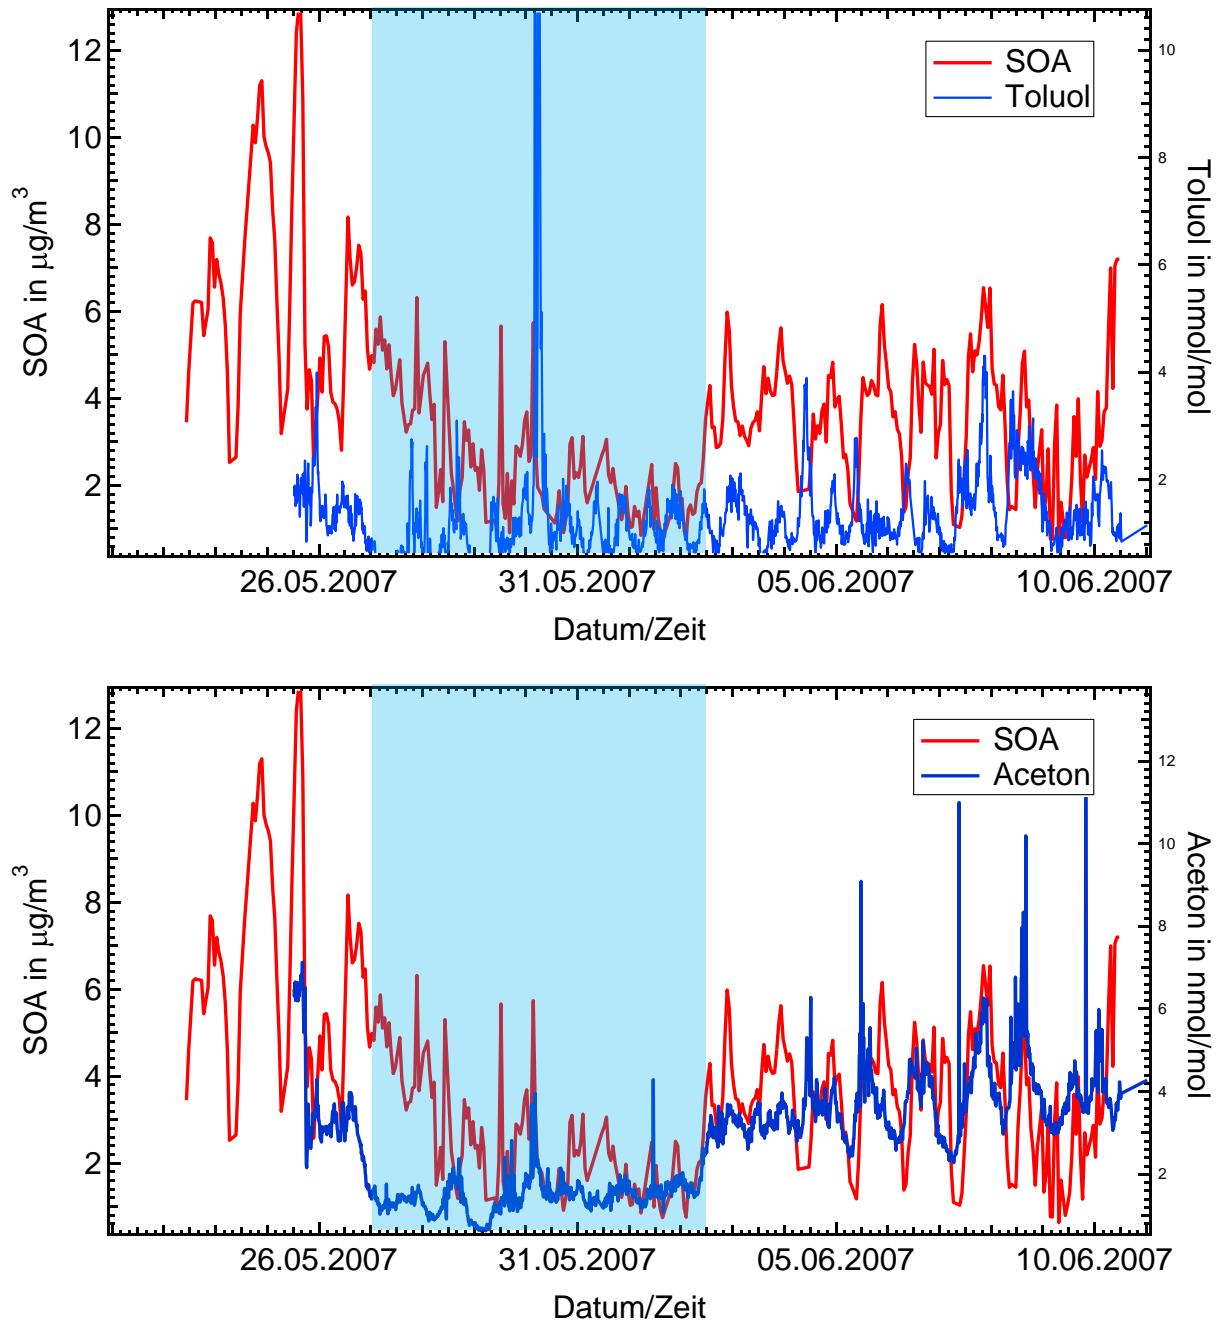 12
10
8
6
4
2
SOA in μg/m³
SOA
Toluol
10
8
6
4
2
Toluol in nmol/mol
26.05.2007 31.05.2007 05.06.2007 10.06.2007
Datum/Zeit
12
10
8
6
4
2
SOA in μg/m³
SOA
Aceton
12
10
8
6
4
2
Aceton in nmol/mol
26.05.2007 31.05.2007 05.06.2007 10.06.2007
Datum/Zeit